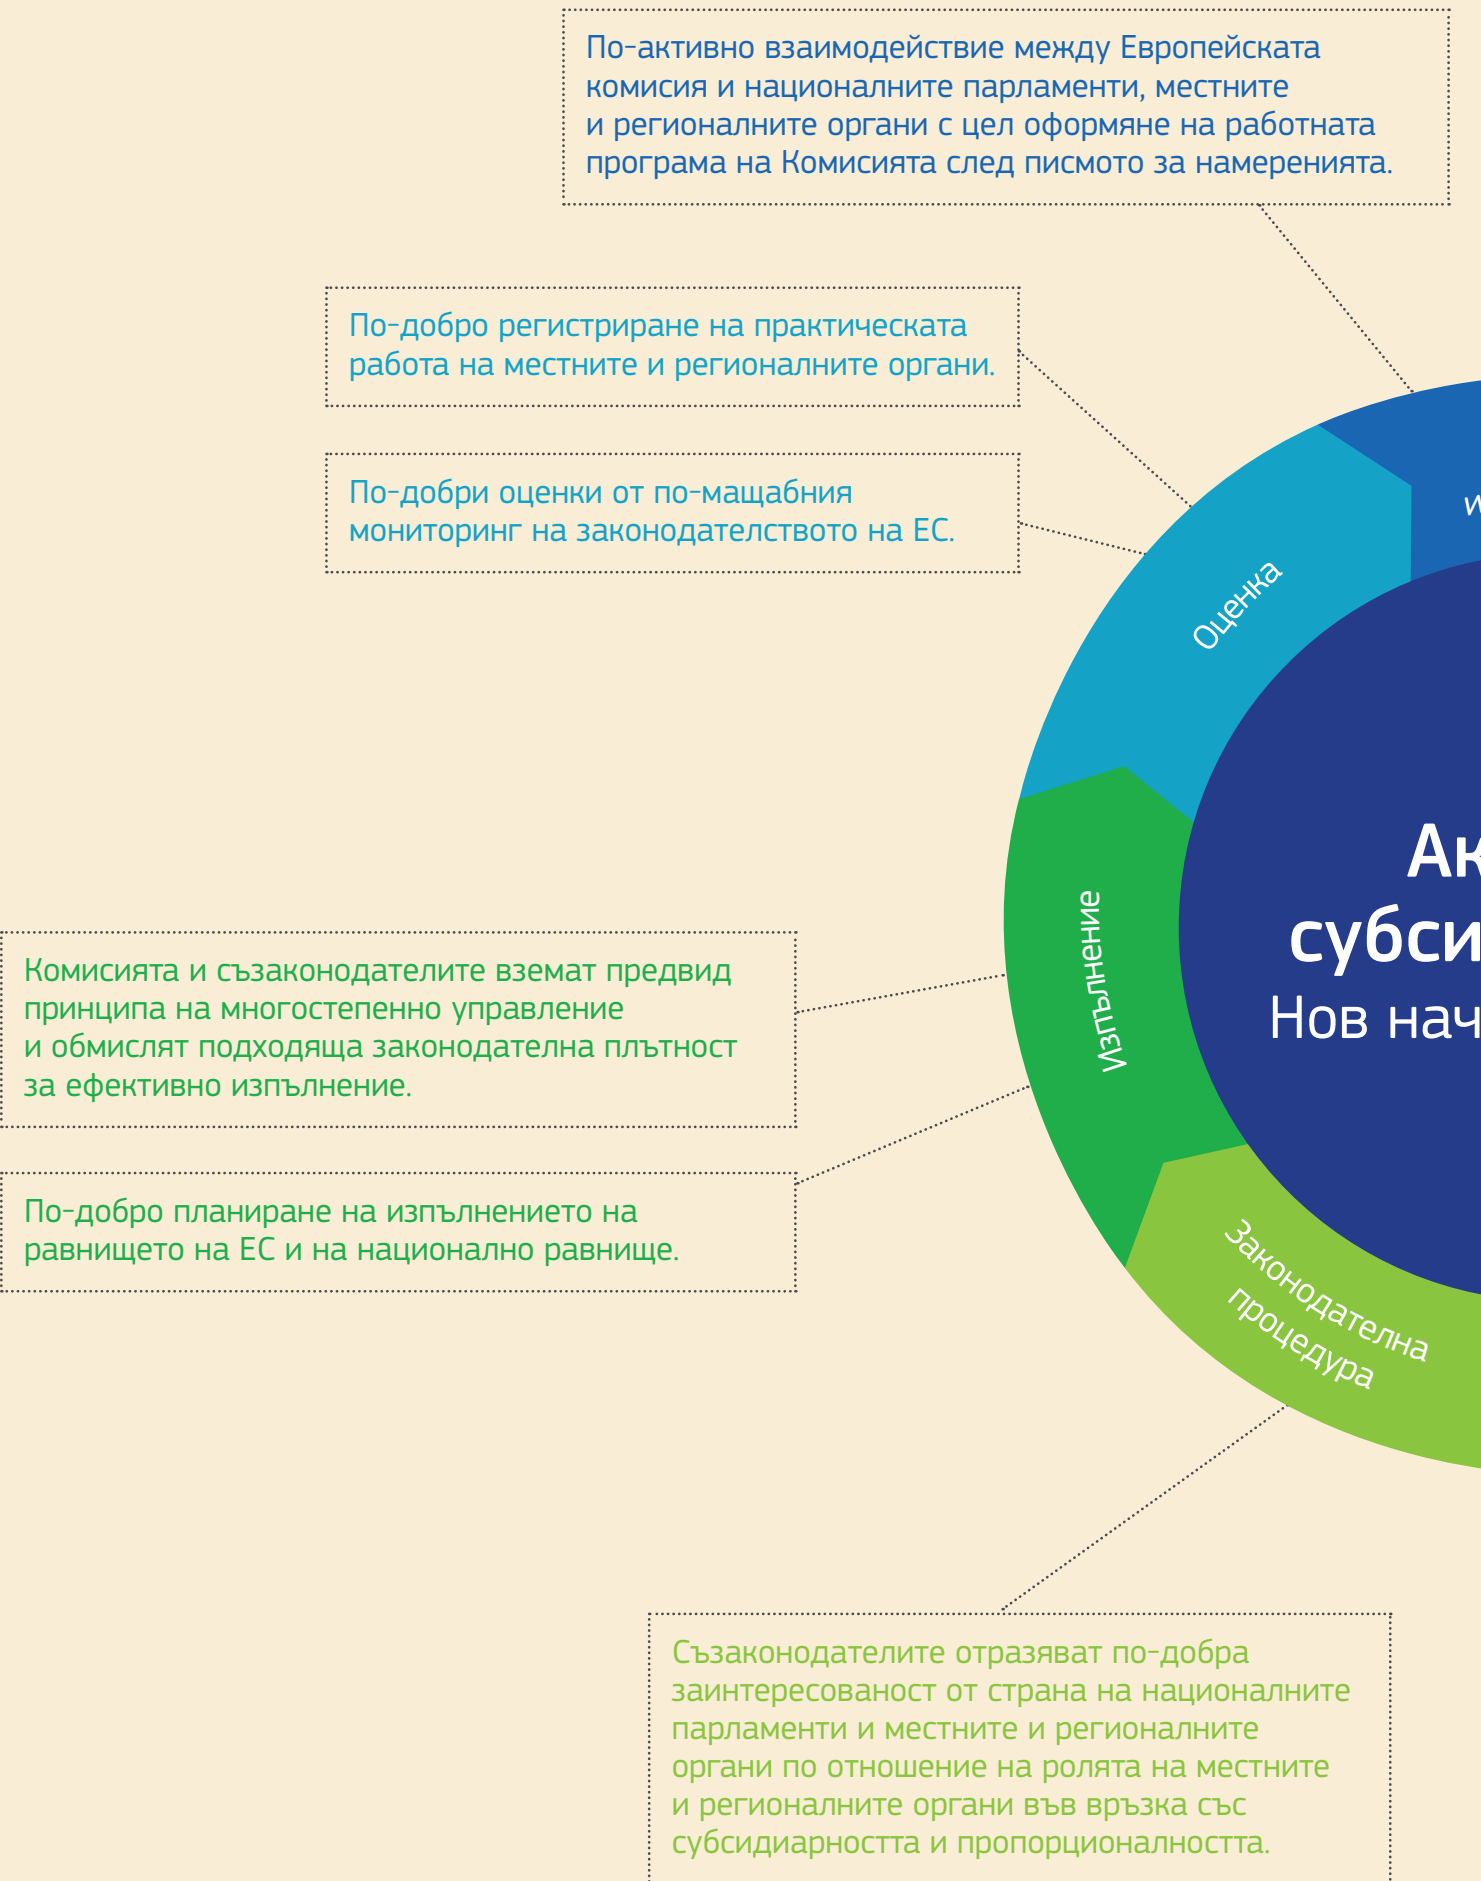 По-активно взаимодействие между Европейската
комисия и националните парламенти, местните
и регионалните органи с цел оформяне на работната
програма на Комисията след писмото за намеренията.
По-добро регистриране на практическата
работа на местните и регионалните органи.
По-добри оценки от по-мащабния
мониторинг на законодателството на ЕС.
Оценка
Изпълнение
Нов
Комисията и съзаконодателите вземат предвид
принципа на многостепенно управление
и обмислят подходяща законодателна плътност
за ефективно изпълнение.
По-добро планиране на изпълнението на
равнището на ЕС и на национално равнище.
Законодателна
процедура
Съзаконодателите отразяват по-добра
заинтересованост от страна на националните
парламенти и местните и регионалните
органи по отношение на ролята на местните
и регионалните органи във връзка със
субсидиарността и пропорционалността.